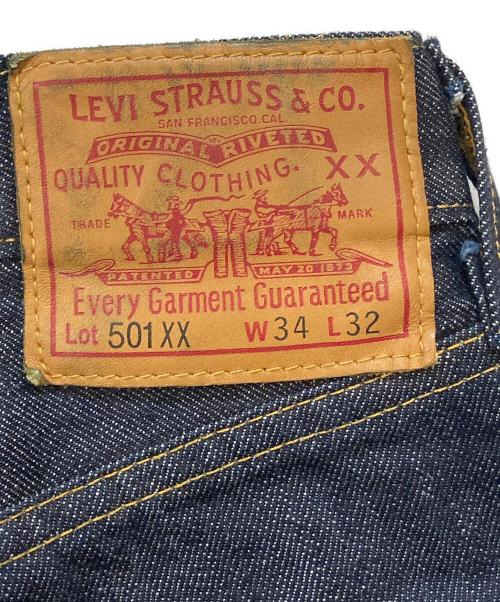 LEVI STRAUSS & CO.
SAN FRANCISCO, CAL.
ORIGINAL RIVETED
QUALITY CLOTHING. XX
TRADE MARK
PATENTED MAY 20 1873
Every Garment Guaranteed
Lot 501XX W34 L32